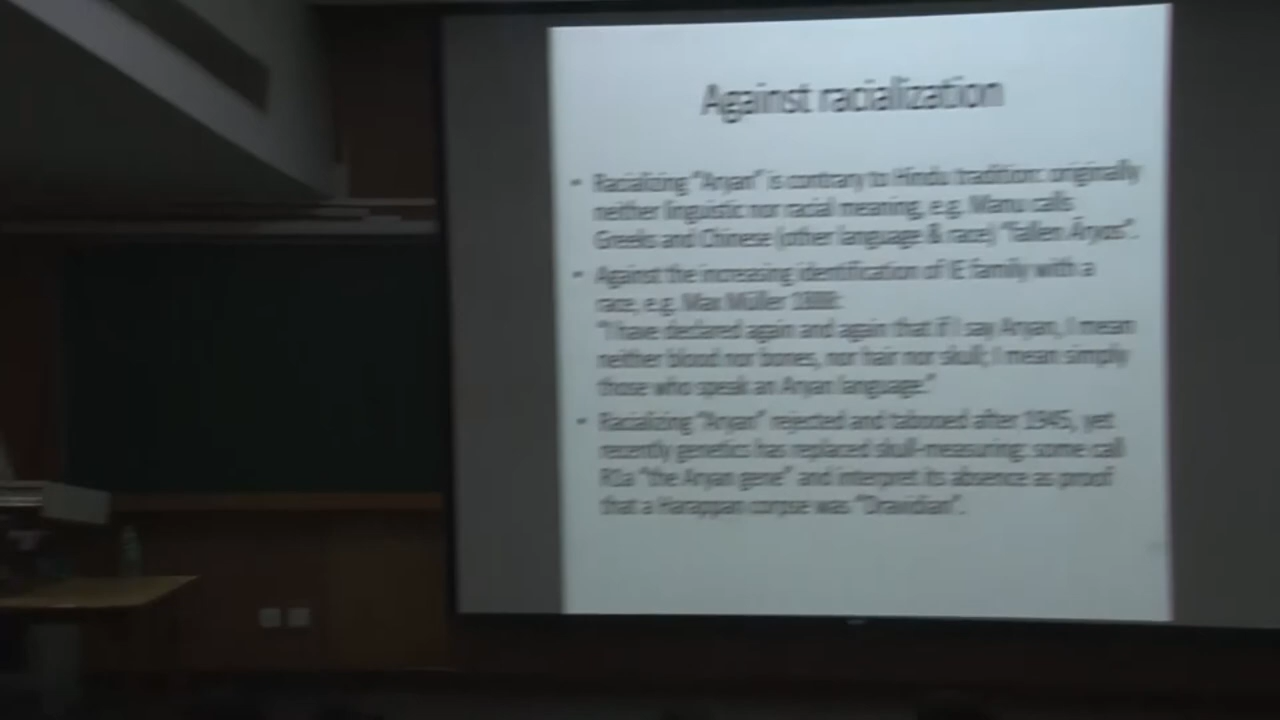 Against racialization
• Racializing "Aryan" is contrary to Hindu tradition: originally
neither linguistic nor racial meaning, e.g. Manu calls
Greeks and Chinese (other language & race) "fallen Āryas".
• Against the increasing identification of IE family with a
race, e.g. Max Müller 1888:
"I have declared again and again that if I say Aryan, I mean
neither blood nor bones, nor hair nor skull; I mean simply
those who speak an Aryan language."
• Racializing "Aryan" rejected and tabooed after 1945, yet
recently genetics has replaced skull-measuring: some call
R1a "the Aryan gene" and interpret its absence as proof
that a Harappan corpse was "Dravidian".